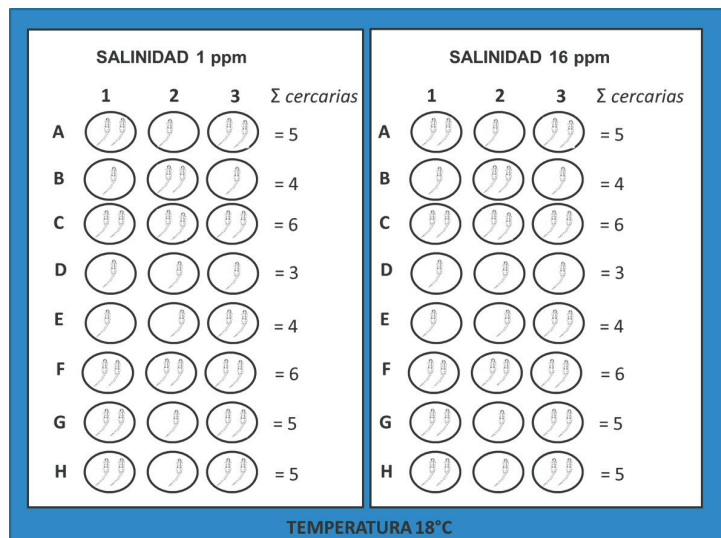 SALINIDAD 1 ppm
1 2 3 Σ cercarias
A = 5
B = 4
C = 6
D = 3
E = 4
F = 6
G = 5
H = 5
SALINIDAD 16 ppm
1 2 3 Σ cercarias
A = 5
B = 4
C = 6
D = 3
E = 4
F = 6
G = 5
H = 5
TEMPERATURA 18°C